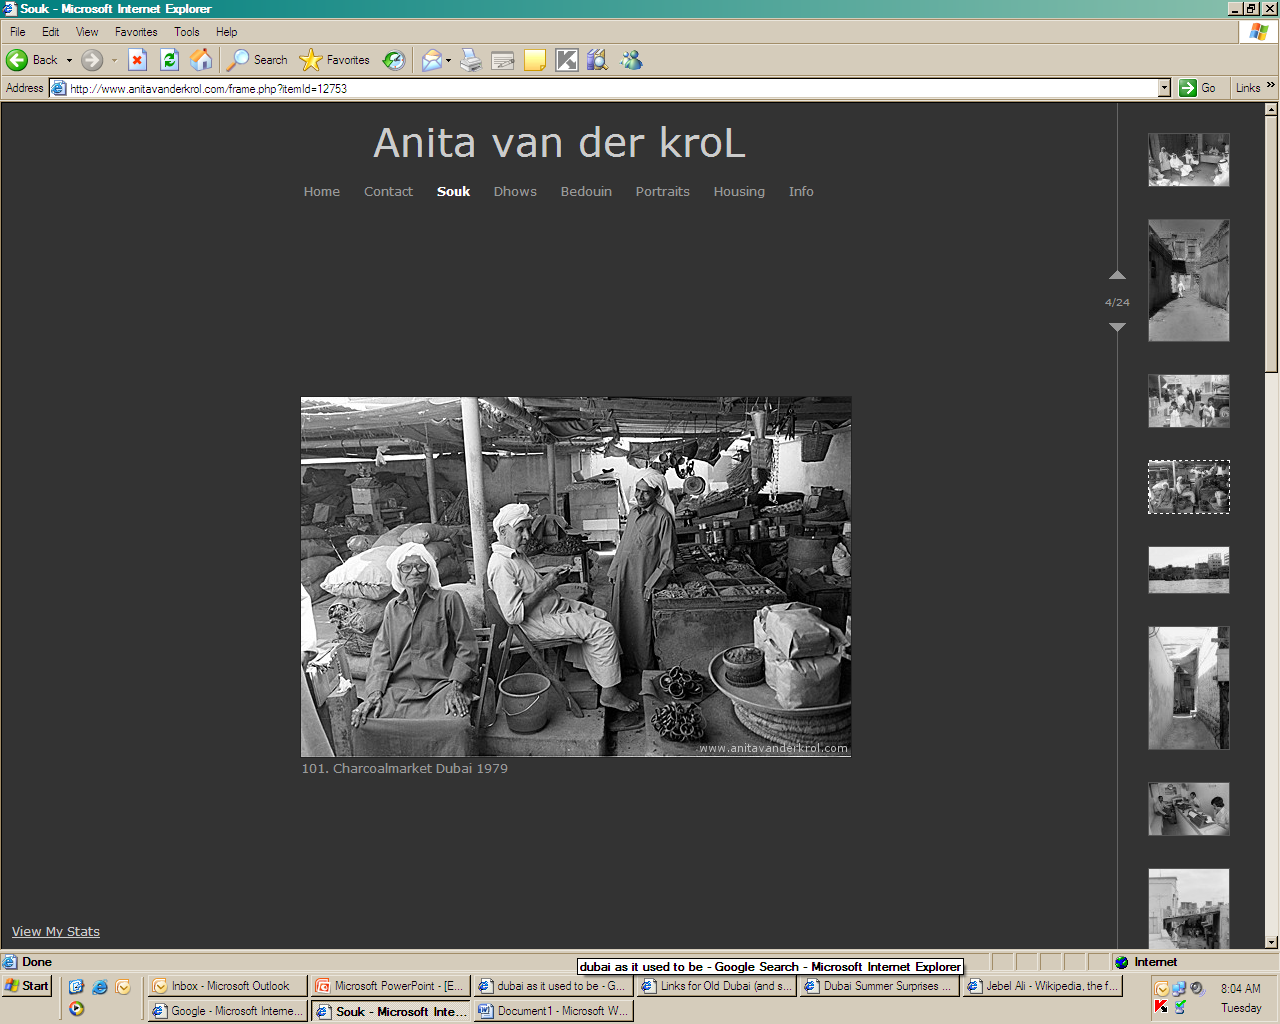 Souk - Microsoft Internet Explorer
File Edit View Favorites Tools Help
Back Search Favorites
Address http://www.anitavanderkrol.com/frame.php?itemId=12753 Go Links »
Anita van der kroL
Home Contact Souk Dhows Bedouin Portraits Housing Info
4/24
www.anitavanderkrol.com
101. Charcoalmarket Dubai 1979
View My Stats
Done Internet
dubai as it used to be - Google Search - Microsoft Internet Explorer
Start Inbox - Microsoft Outlook Microsoft PowerPoint - [E... dubai as it used to be - G... Links for Old Dubai (and s... Dubai Summer Surprises ... Jebel Ali - Wikipedia, the f... 8:04 AM
Google - Microsoft Interne... Souk - Microsoft Inte... Document1 - Microsoft W... Tuesday